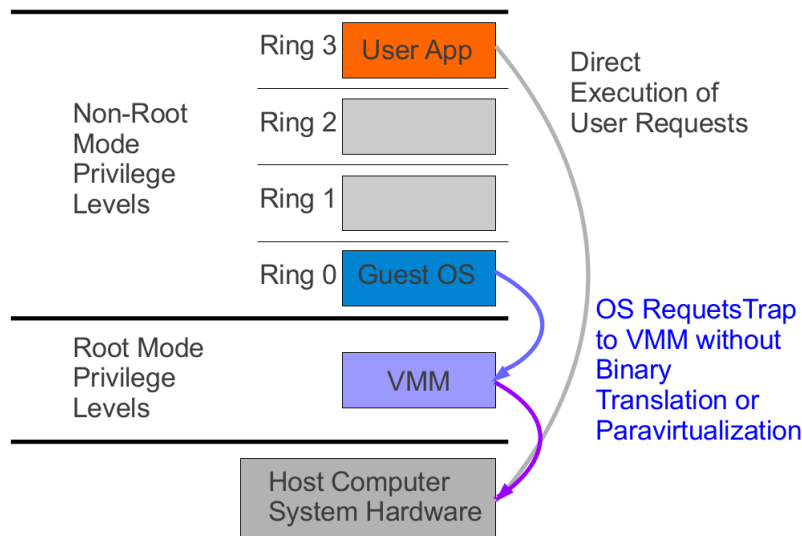 Ring 3
User App
Direct
Execution of
User Requests
Non-Root
Mode
Privilege
Levels
Ring 2
Ring 1
Ring 0
Guest OS
OS RequetsTrap
to VMM without
Binary
Translation or
Paravirtualization
Root Mode
Privilege
Levels
VMM
Host Computer
System Hardware